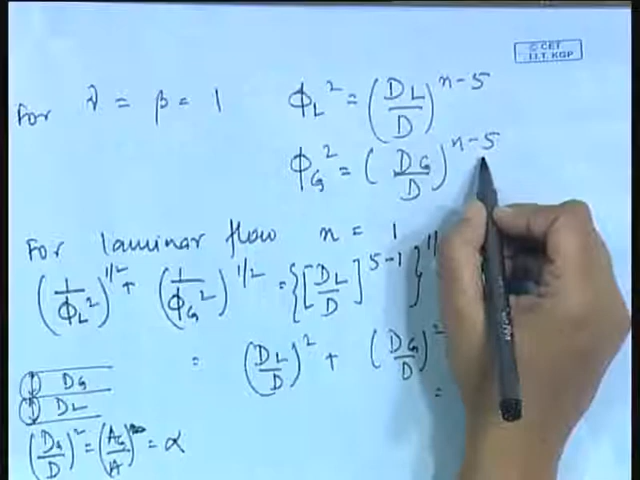 © CET
I.I.T. KGP
For γ = β = 1 ϕL² = (DL/D)^n-5
ϕG² = (DG/D)^n-5
For laminar flow n = 1
(1/ϕL²)^1/2 + (1/ϕG²)^1/2 = {[DL/D]^5-1}^1/
= (DL/D)² + (DG/D)²
=
DG
DL
(DG/D)² = (AG/A) = α